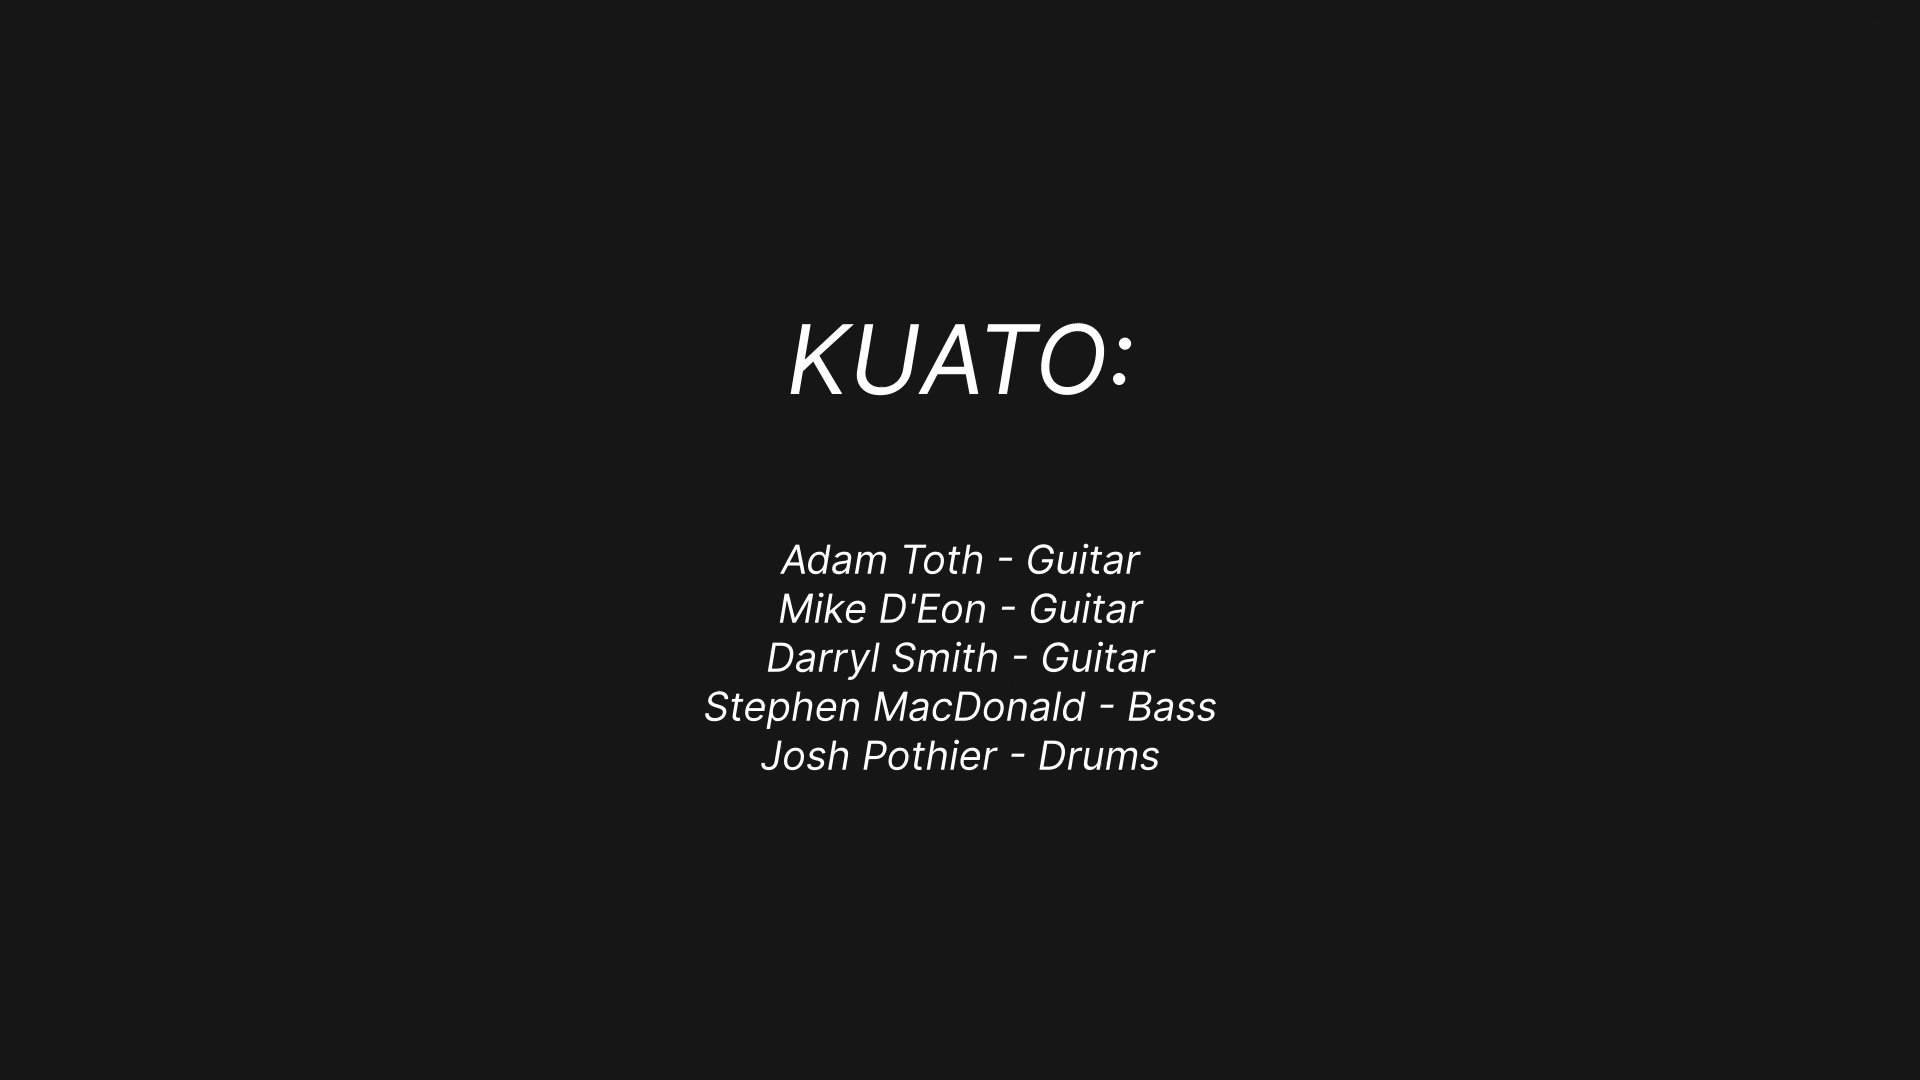 KUATO:
Adam Toth - Guitar
Mike D'Eon - Guitar
Darryl Smith - Guitar
Stephen MacDonald - Bass
Josh Pothier - Drums